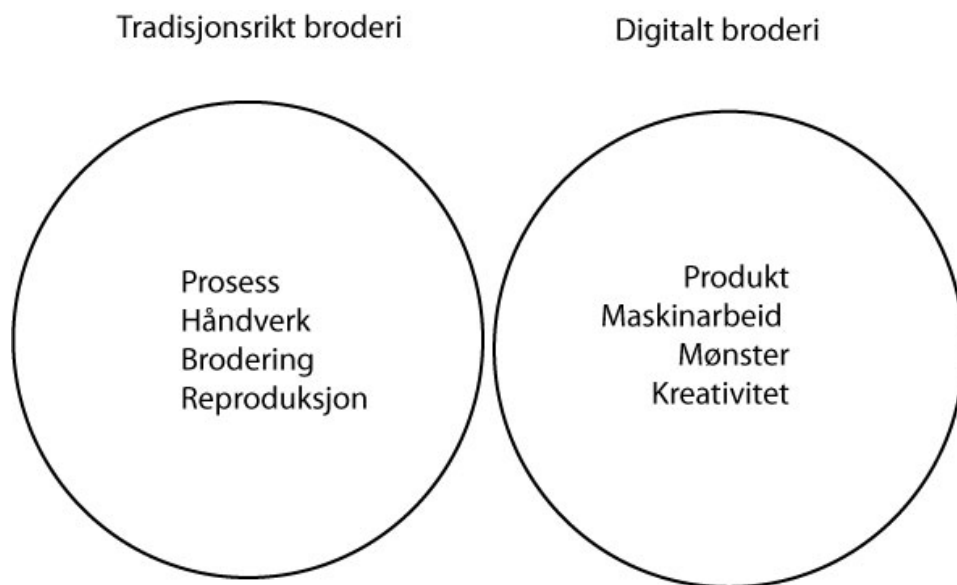 Tradisjonsrikt broderi
Digitalt broderi
Prosess
Håndverk
Brodering
Reproduksjon
Produkt
Maskinarbeid
Mønster
Kreativitet